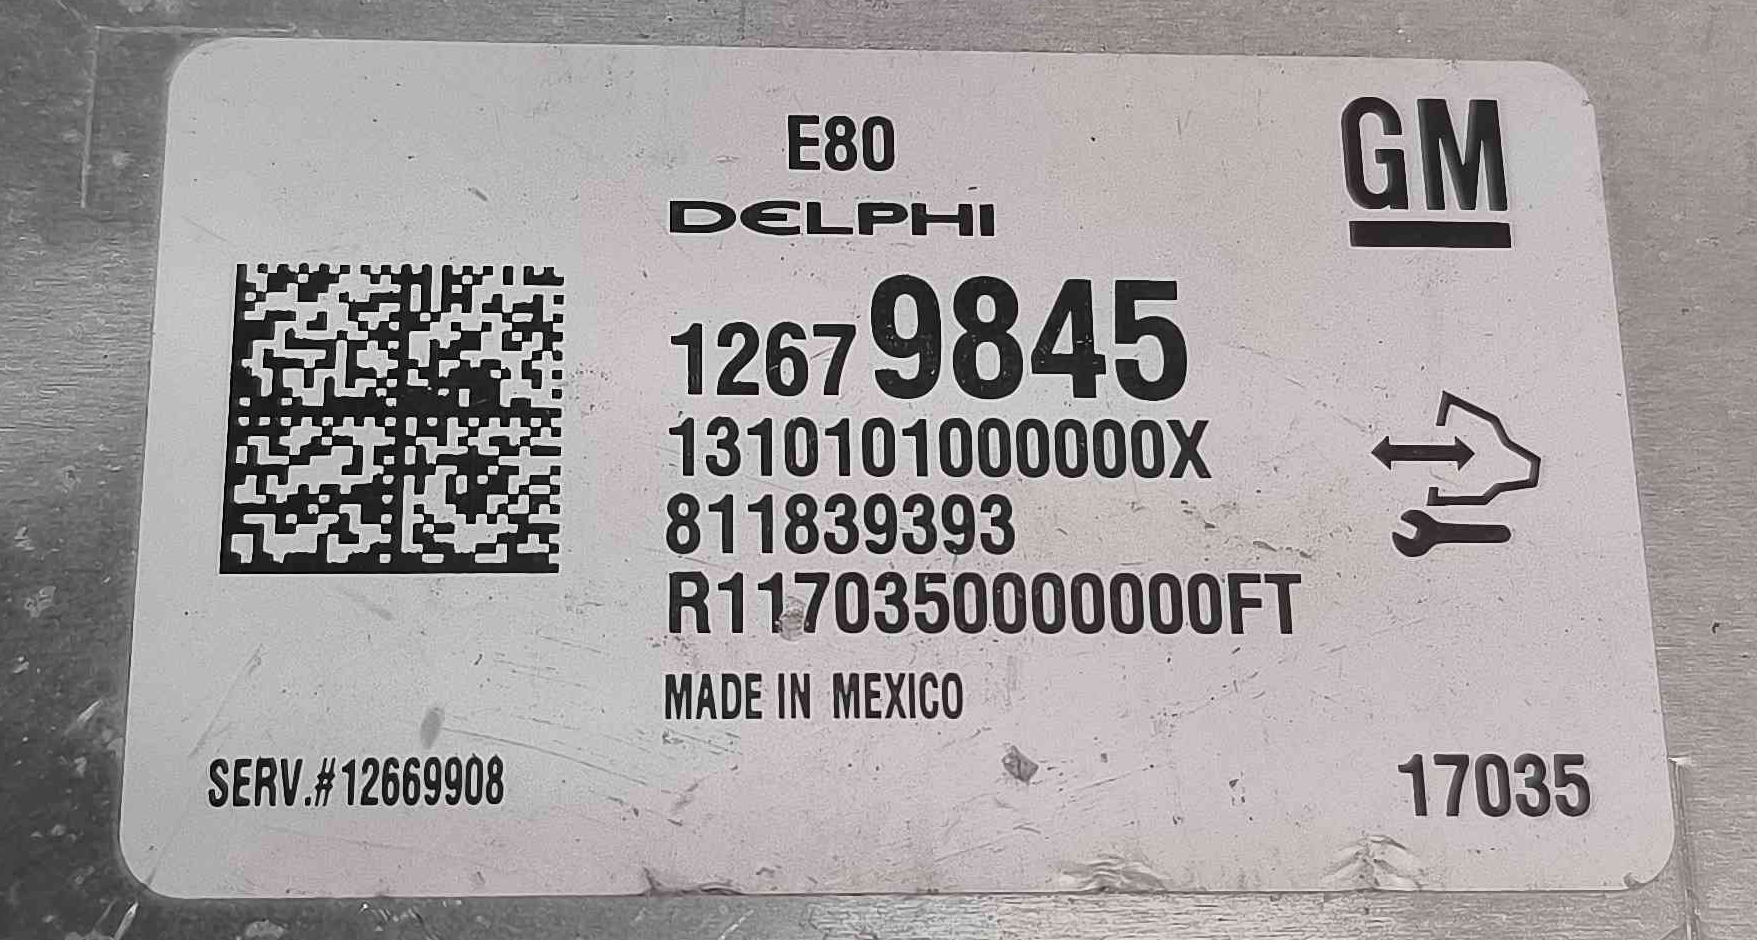 E80
GM
DELPHI
12679845
1310101000000X
811839393
R1170350000000FT
MADE IN MEXICO
SERV.#12669908
17035